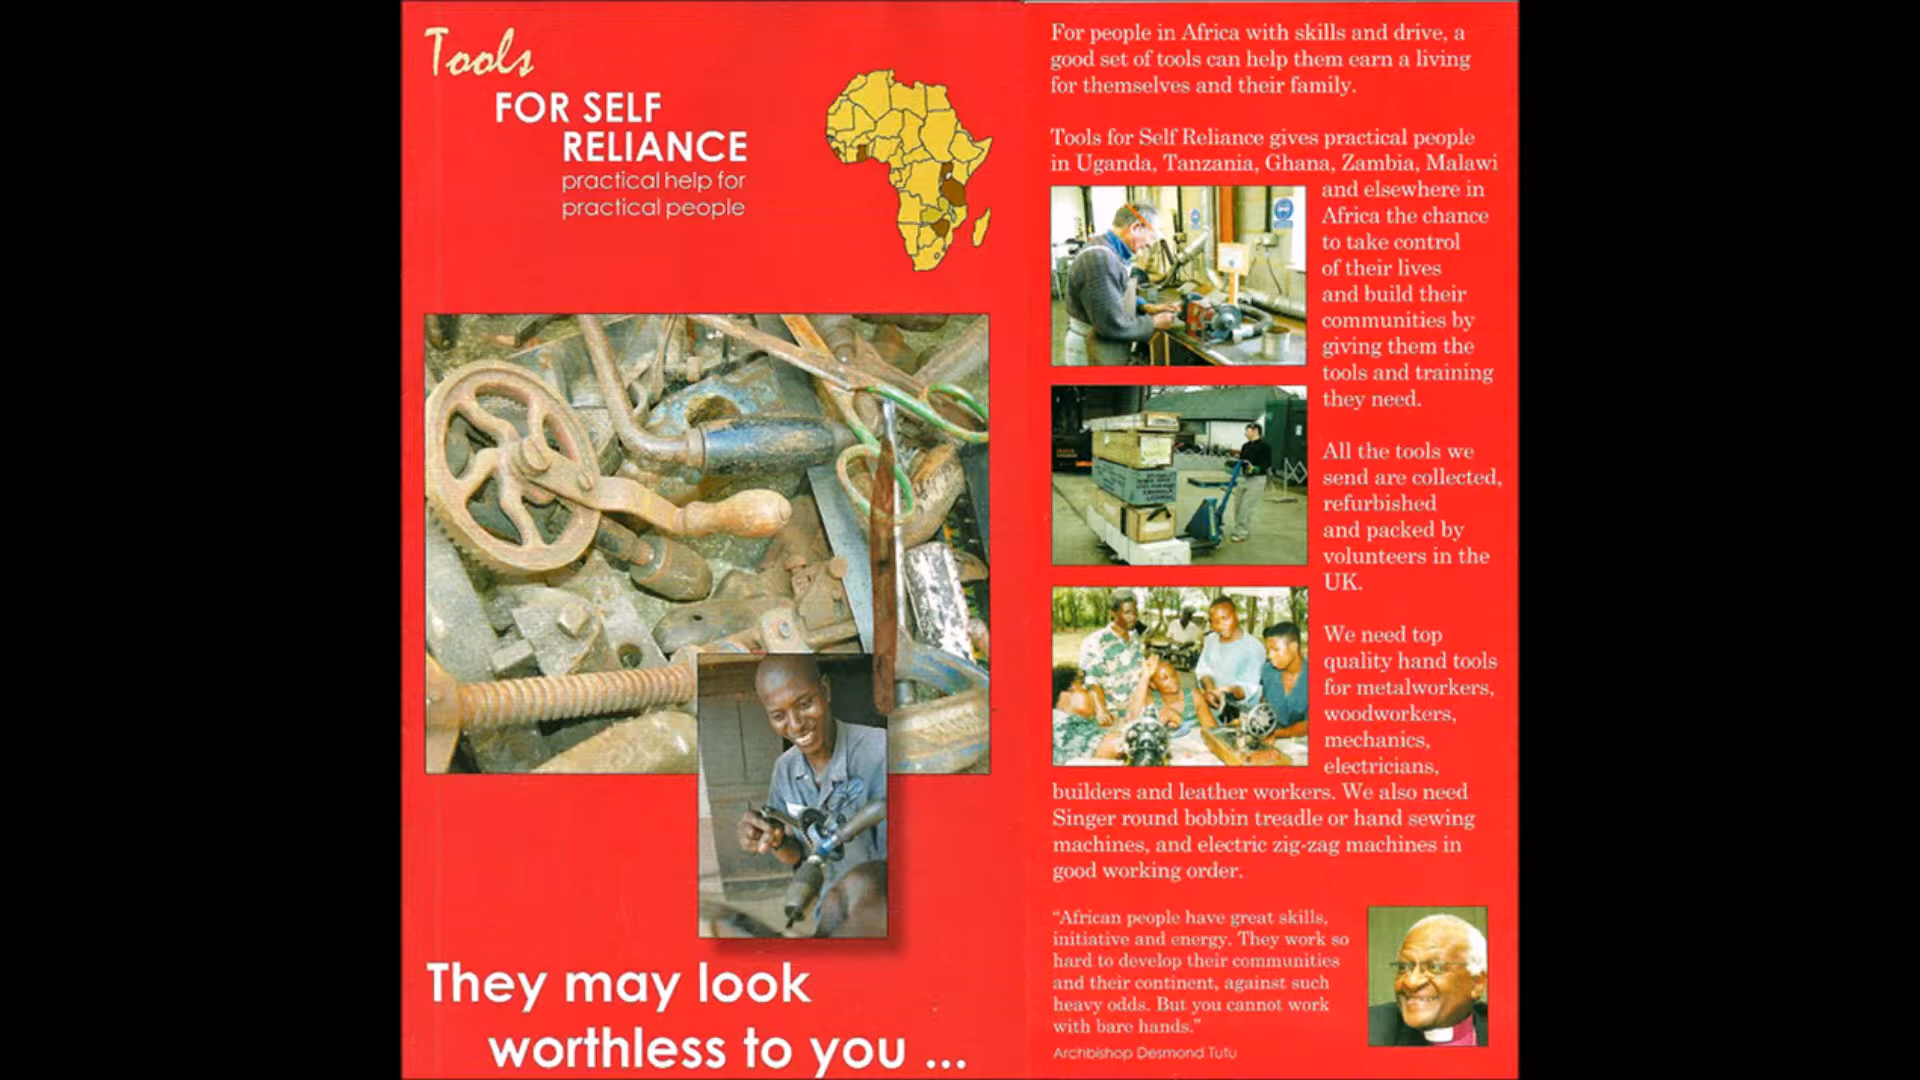 Tools
FOR SELF
RELIANCE
practical help for
practical people
They may look
worthless to you ...
For people in Africa with skills and drive, a
good set of tools can help them earn a living
for themselves and their family.
Tools for Self Reliance gives practical people
in Uganda, Tanzania, Ghana, Zambia, Malawi
and elsewhere in
Africa the chance
to take control
of their lives
and build their
communities by
giving them the
tools and training
they need.
All the tools we
send are collected,
refurbished
and packed by
volunteers in the
UK.
We need top
quality hand tools
for metalworkers,
woodworkers,
mechanics,
electricians,
builders and leather workers. We also need
Singer round bobbin treadle or hand sewing
machines, and electric zig-zag machines in
good working order.
“African people have great skills,
initiative and energy. They work so
hard to develop their communities
and their continent, against such
heavy odds. But you cannot work
with bare hands.”
Archbishop Desmond Tutu